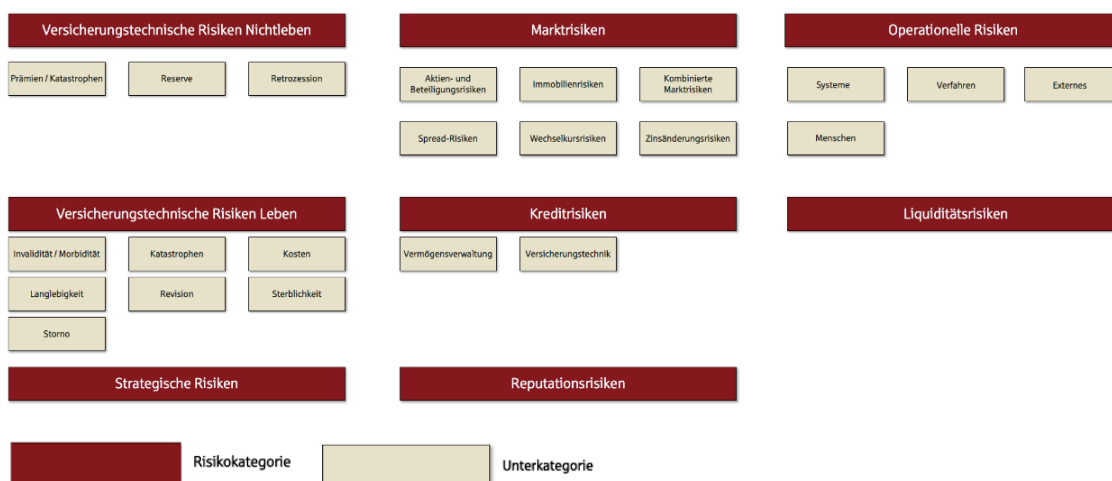 Versicherungstechnische Risiken Nichtleben
Prämien / Katastrophen
Reserve
Retrozession
Marktrisiken
Aktien- und
Beteiligungsrisiken
Immobilienrisiken
Kombinierte
Marktrisiken
Spread-Risiken
Wechselkursrisiken
Zinsänderungsrisiken
Operationelle Risiken
Systeme
Verfahren
Externes
Menschen
Versicherungstechnische Risiken Leben
Invalidität / Morbidität
Katastrophen
Kosten
Langlebigkeit
Revision
Sterblichkeit
Storno
Kreditrisiken
Vermögensverwaltung
Versicherungstechnik
Liquiditätsrisiken
Strategische Risiken
Reputationsrisiken
Risikokategorie
Unterkategorie